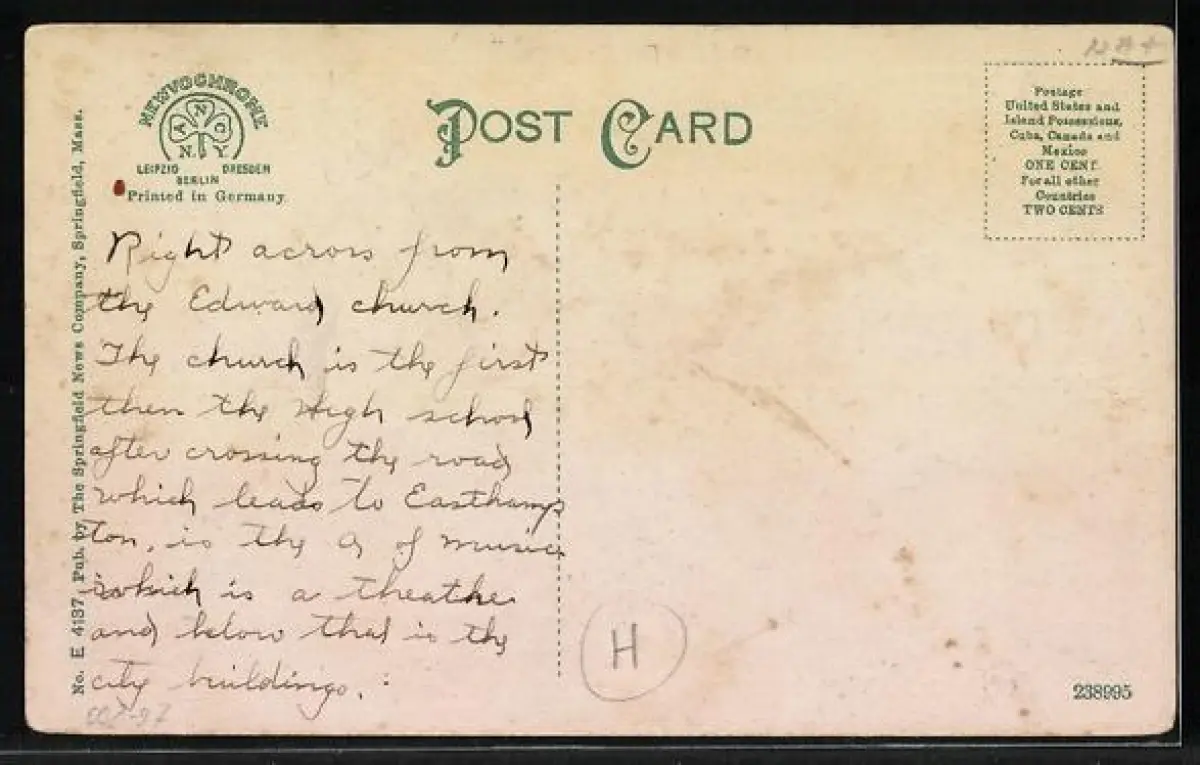 NEWVOCHROME
A N C
N. Y.
LEIPZIG DRESDEN
BERLIN
Printed in Germany
POST CARD
Postage
United States and
Island Possessions,
Cuba, Canada and
Mexico
ONE CENT.
For all other
Countries
TWO CENTS
No. E 4137, Pub. by The Springfield News Company, Springfield, Mass.
Right across from
the Edward church.
The church is the first
then the High school
after crossing the road
which leads to Easthamp
ton, is the a of music
which is a theathe
and below that is the
city buildings.
H
238995